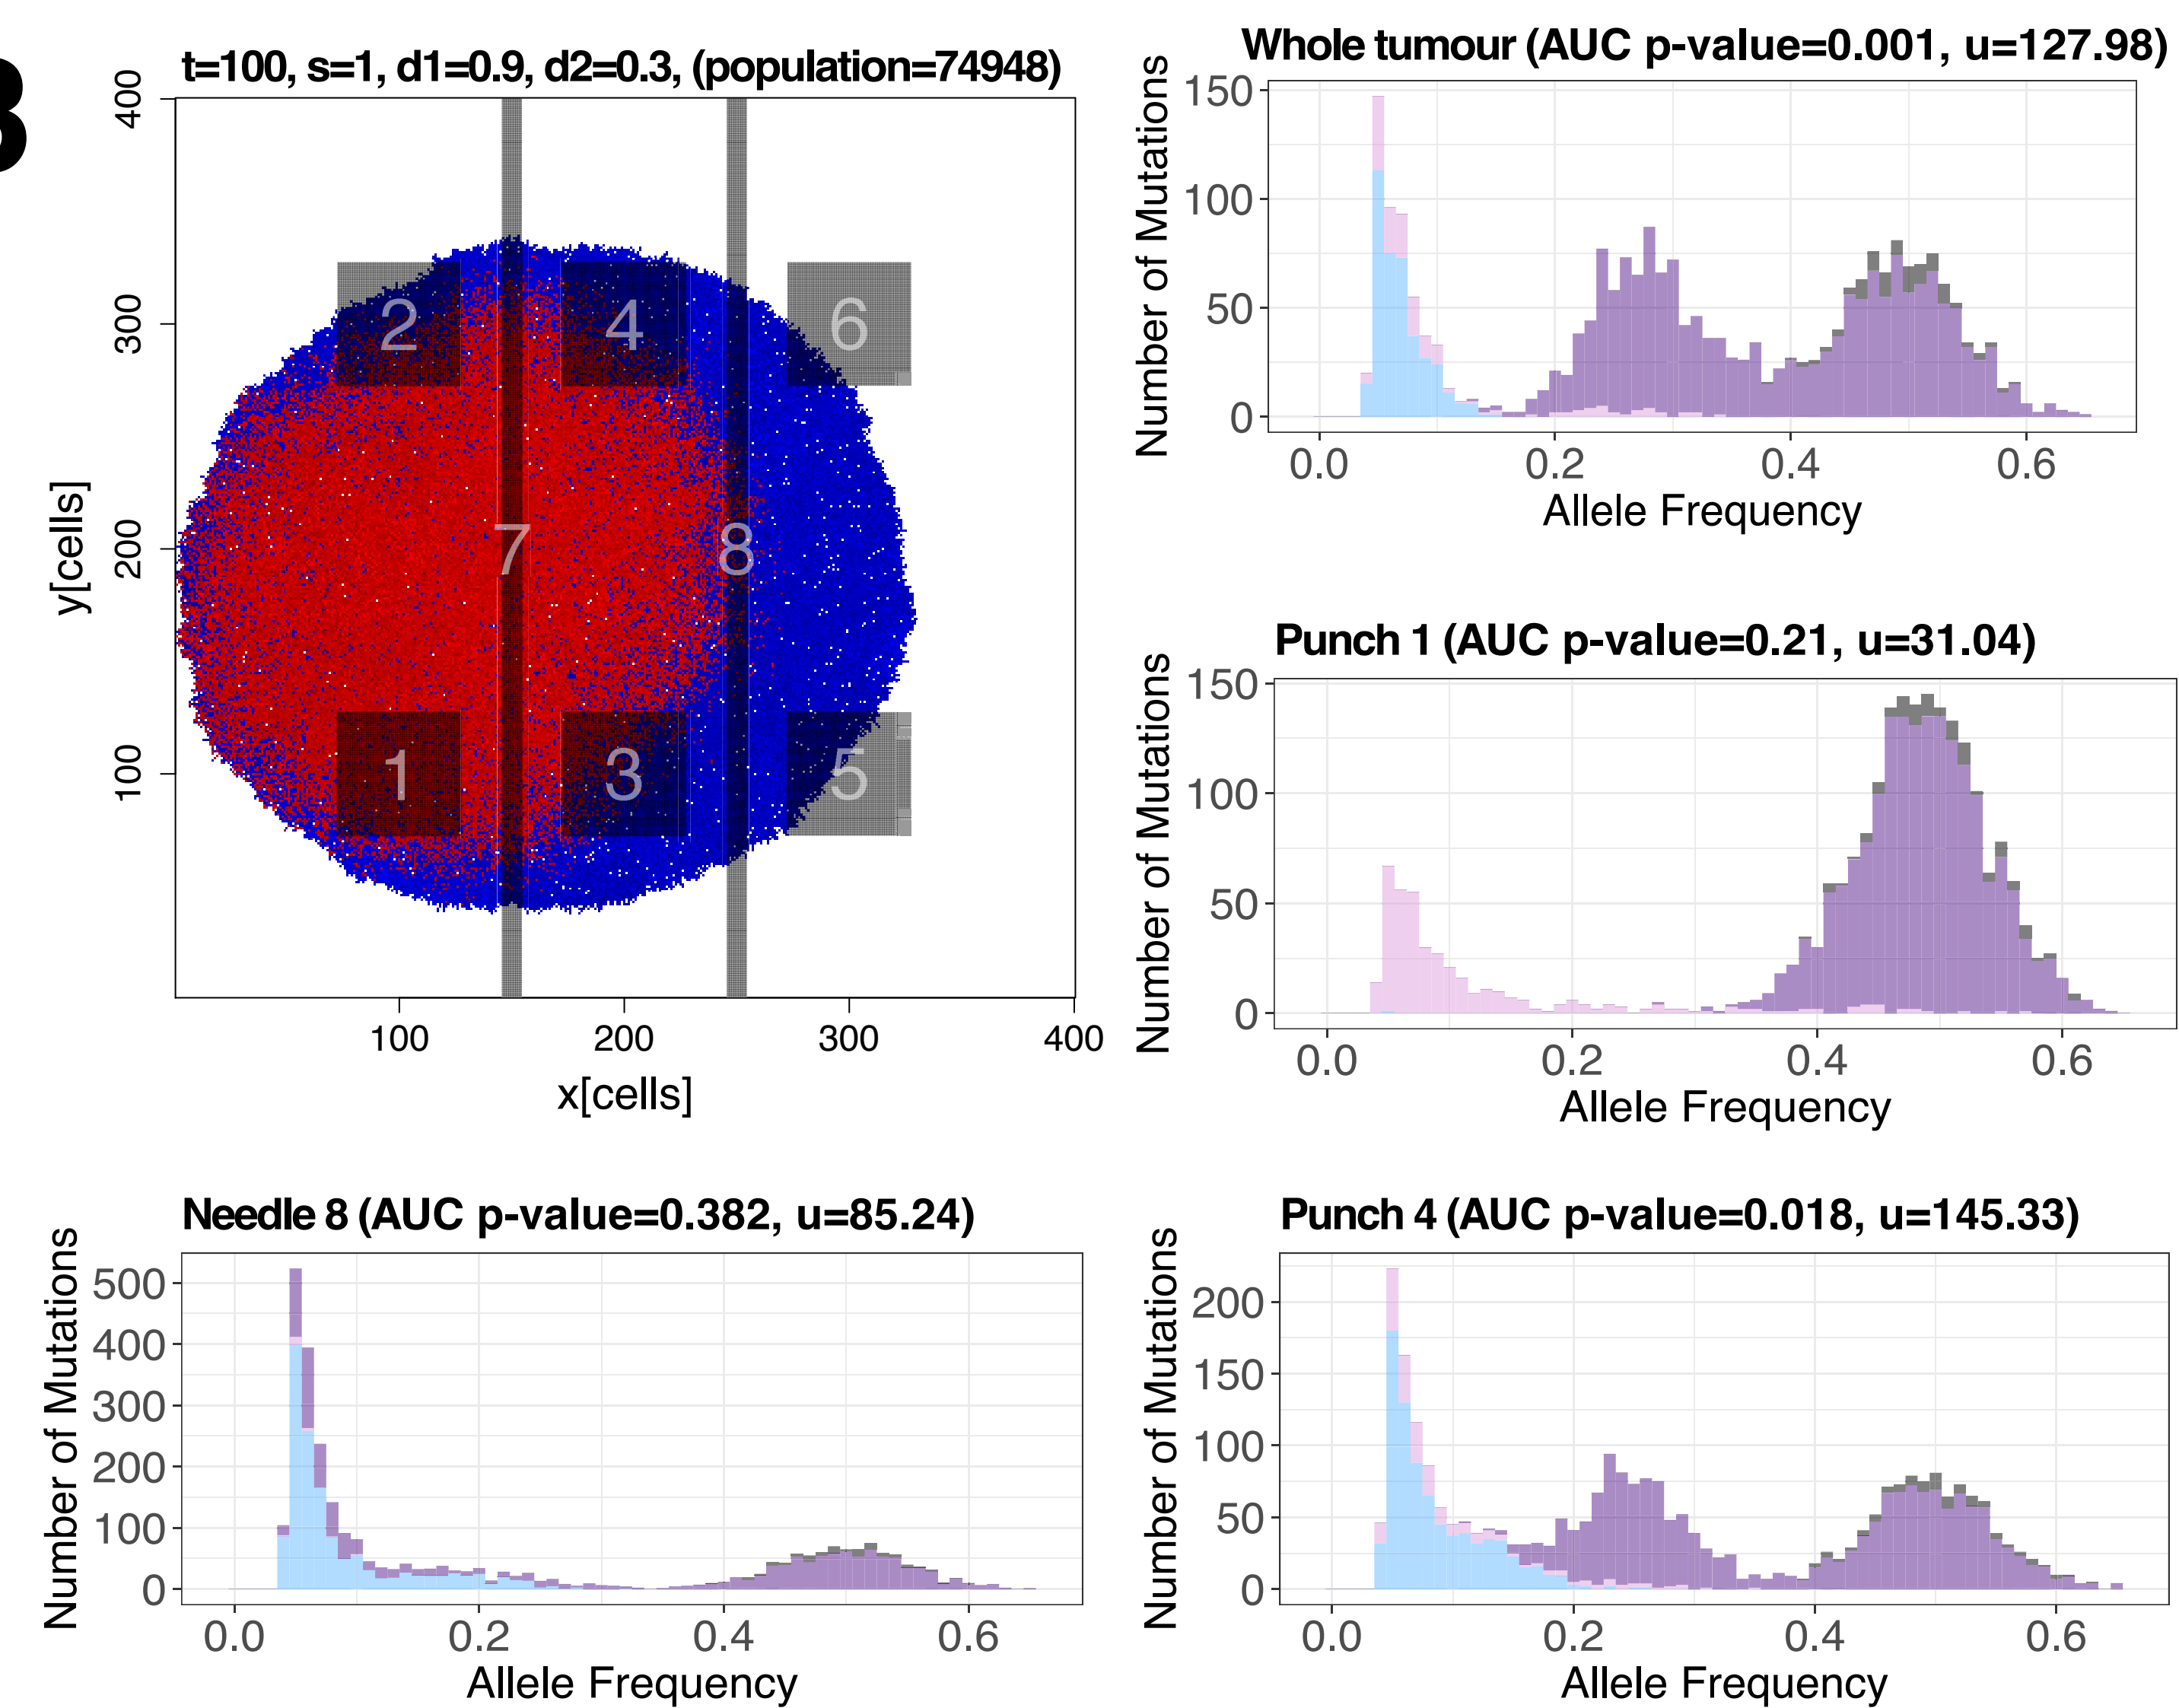 B
t=100, s=1, d1=0.9, d2=0.3, (population=74948)
y[cells]
400
300
200
100
2
4
6
7
8
1
3
5
100 200 300 400
x[cells]
Whole tumour (AUC p-value=0.001, u=127.98)
Number of Mutations
150
100
50
0
0.0 0.2 0.4 0.6
Allele Frequency
Punch 1 (AUC p-value=0.21, u=31.04)
Number of Mutations
150
100
50
0
0.0 0.2 0.4 0.6
Allele Frequency
Needle 8 (AUC p-value=0.382, u=85.24)
Number of Mutations
500
400
300
200
100
0
0.0 0.2 0.4 0.6
Allele Frequency
Punch 4 (AUC p-value=0.018, u=145.33)
Number of Mutations
200
150
100
50
0
0.0 0.2 0.4 0.6
Allele Frequency